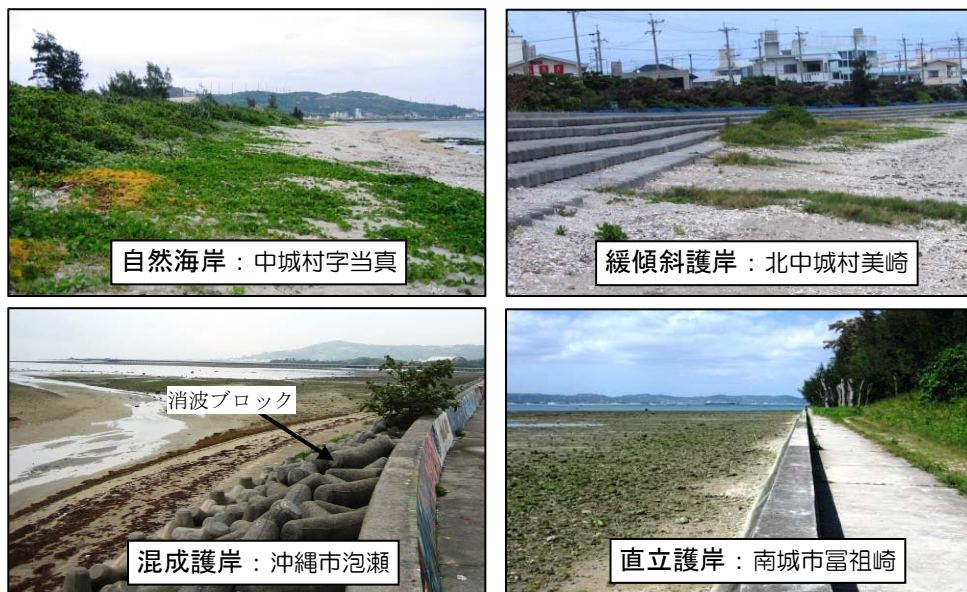 自然海岸：中城村字当真
緩傾斜護岸：北中城村美崎
消波ブロック
混成護岸：沖縄市泡瀬
直立護岸：南城市冨祖崎